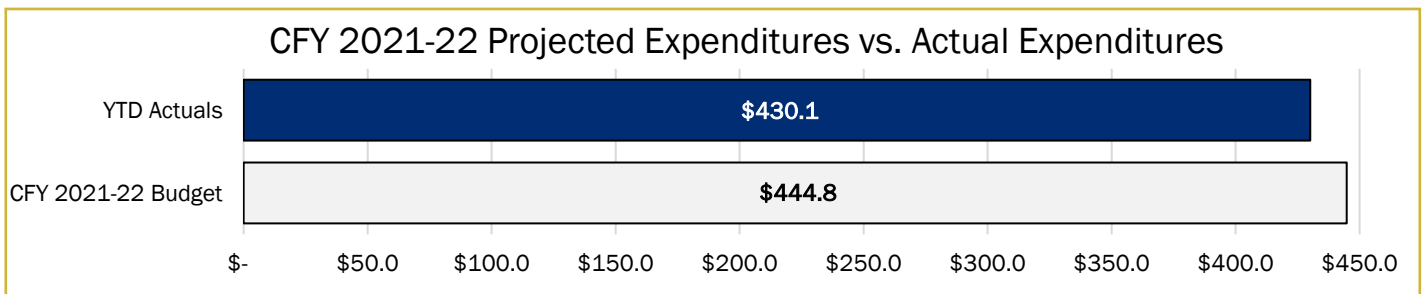 CFY 2021-22 Projected Expenditures vs. Actual Expenditures
YTD Actuals
$430.1
CFY 2021-22 Budget
$444.8
$- $50.0 $100.0 $150.0 $200.0 $250.0 $300.0 $350.0 $400.0 $450.0